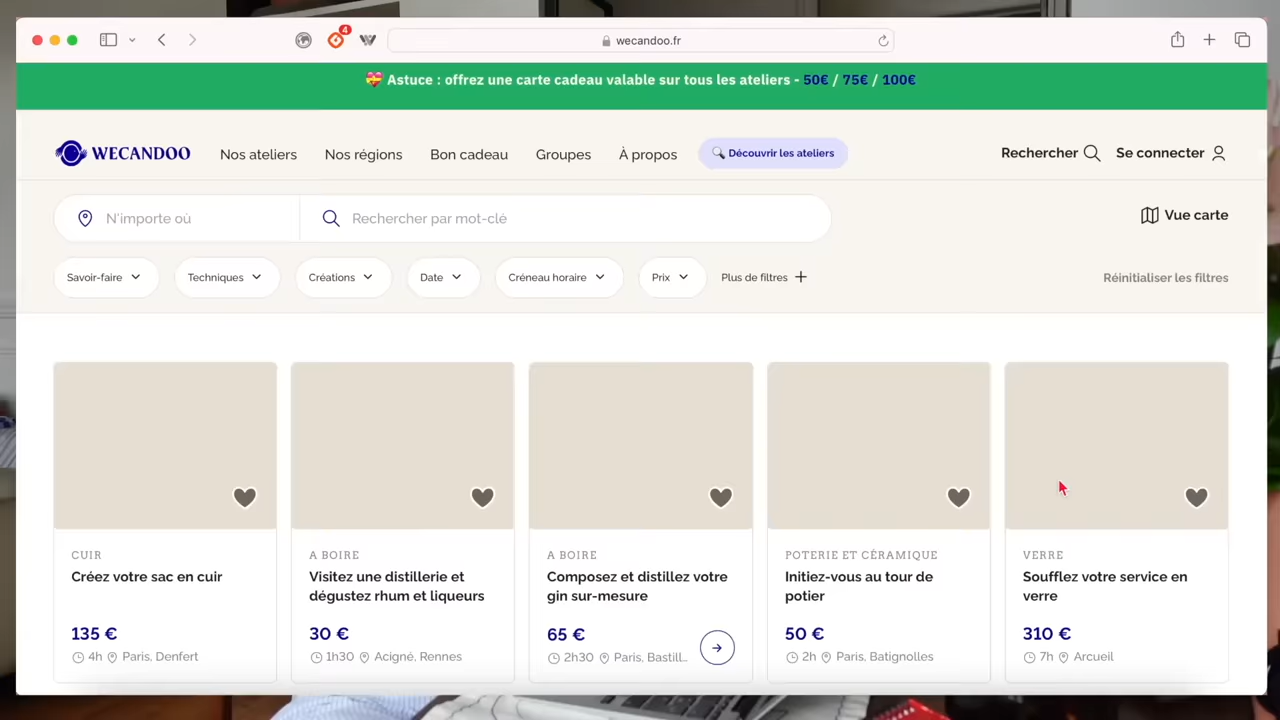 4
wecandoo.fr
💝 Astuce : offrez une carte cadeau valable sur tous les ateliers - 50€ / 75€ / 100€
WECANDOO Nos ateliers Nos régions Bon cadeau Groupes À propos 🔍 Découvrir les ateliers Rechercher Se connecter
N'importe où Rechercher par mot-clé Vue carte
Savoir-faire Techniques Créations Date Créneau horaire Prix Plus de filtres + Réinitialiser les filtres
CUIR
Créez votre sac en cuir
135 €
4h Paris, Denfert
A BOIRE
Visitez une distillerie et
dégustez rhum et liqueurs
30 €
1h30 Acigné, Rennes
A BOIRE
Composez et distillez votre
gin sur-mesure
65 €
2h30 Paris, Bastill...
POTERIE ET CÉRAMIQUE
Initiez-vous au tour de
potier
50 €
2h Paris, Batignolles
VERRE
Soufflez votre service en
verre
310 €
7h Arcueil